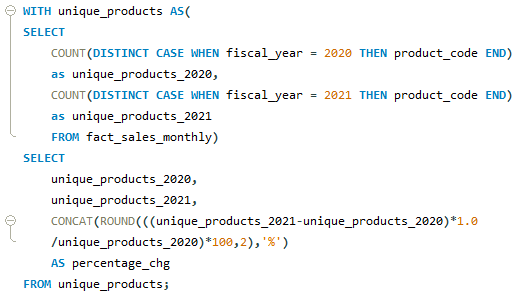 WITH unique_products AS(
SELECT
COUNT(DISTINCT CASE WHEN fiscal_year = 2020 THEN product_code END)
as unique_products_2020,
COUNT(DISTINCT CASE WHEN fiscal_year = 2021 THEN product_code END)
as unique_products_2021
FROM fact_sales_monthly)
SELECT
unique_products_2020,
unique_products_2021,
CONCAT(ROUND(((unique_products_2021-unique_products_2020)*1.0
/unique_products_2020)*100,2),'%')
AS percentage_chg
FROM unique_products;